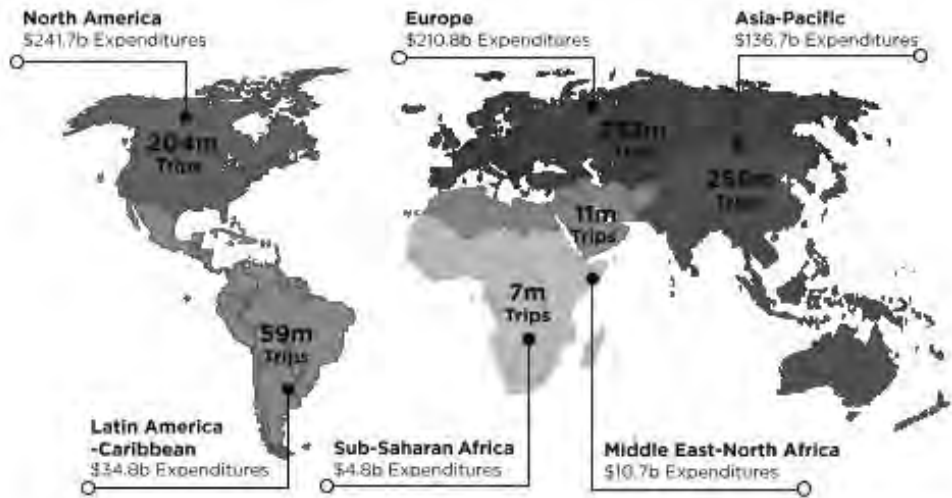 North America
$241.7b Expenditures
Europe
$210.8b Expenditures
Asia-Pacific
$136.7b Expenditures
204m
Trips
Trips
Trips
11m
Trips
7m
Trips
59m
Trips
Latin America
-Caribbean
$34.8b Expenditures
Sub-Saharan Africa
$4.8b Expenditures
Middle East-North Africa
$10.7b Expenditures